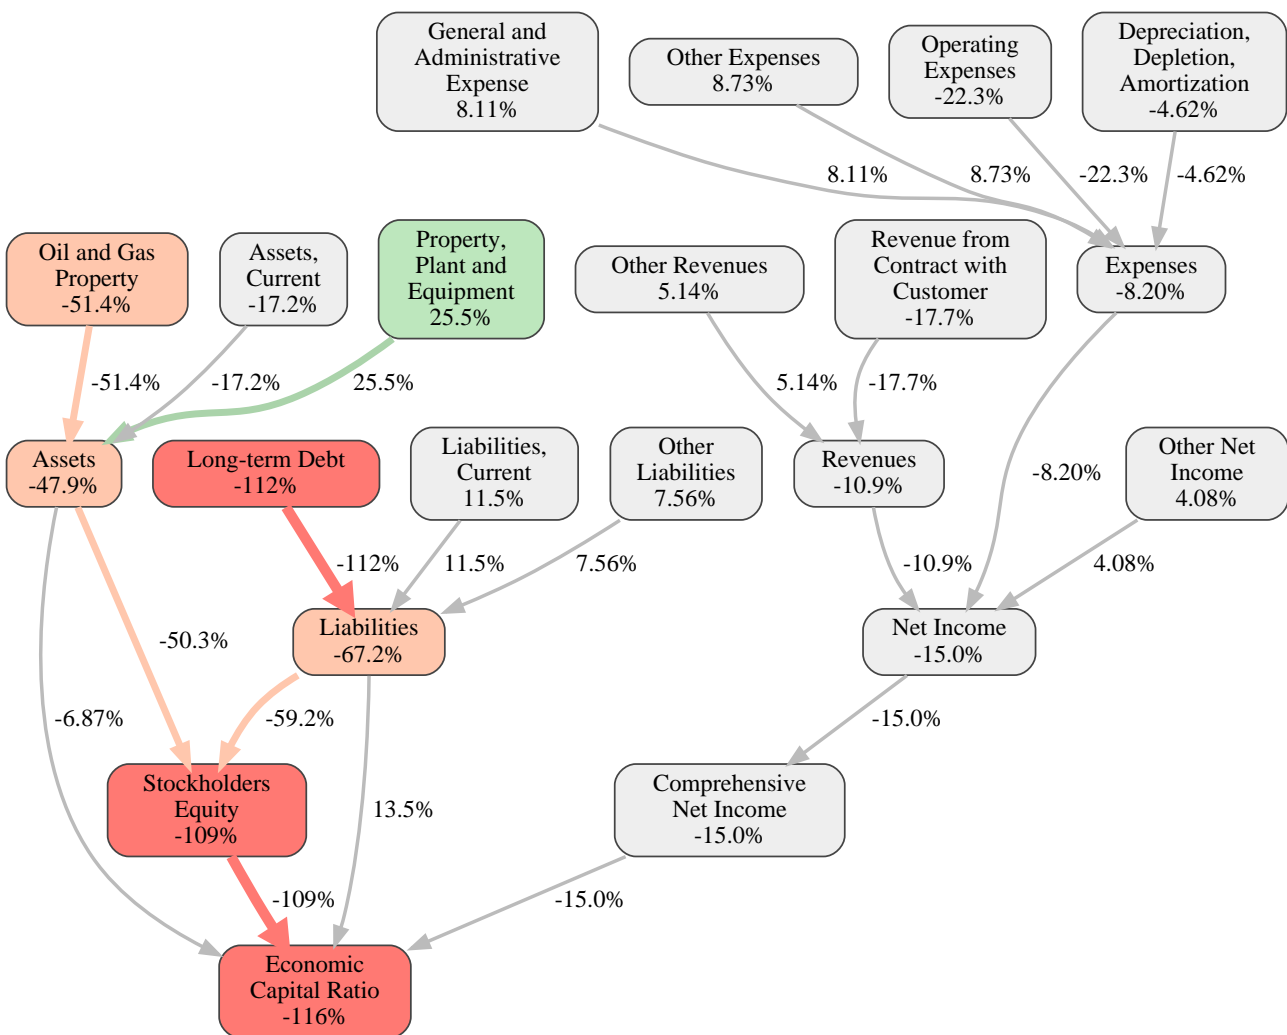 General and
Administrative
Expense
8.11%
Other Expenses
8.73%
Operating
Expenses
-22.3%
Depreciation,
Depletion,
Amortization
-4.62%
8.11%
8.73%
-22.3%
-4.62%
Oil and Gas
Property
-51.4%
Assets,
Current
-17.2%
Property,
Plant and
Equipment
25.5%
Other Revenues
5.14%
Revenue from
Contract with
Customer
-17.7%
Expenses
-8.20%
-51.4%
-17.2%
25.5%
5.14%
-17.7%
Assets
-47.9%
Long-term Debt
-112%
Liabilities,
Current
11.5%
Other
Liabilities
7.56%
Revenues
-10.9%
-8.20%
Other Net
Income
4.08%
-112%
11.5%
7.56%
-10.9%
4.08%
-50.3%
Liabilities
-67.2%
Net Income
-15.0%
-6.87%
-59.2%
-15.0%
Stockholders
Equity
-109%
13.5%
Comprehensive
Net Income
-15.0%
-109%
-15.0%
Economic
Capital Ratio
-116%